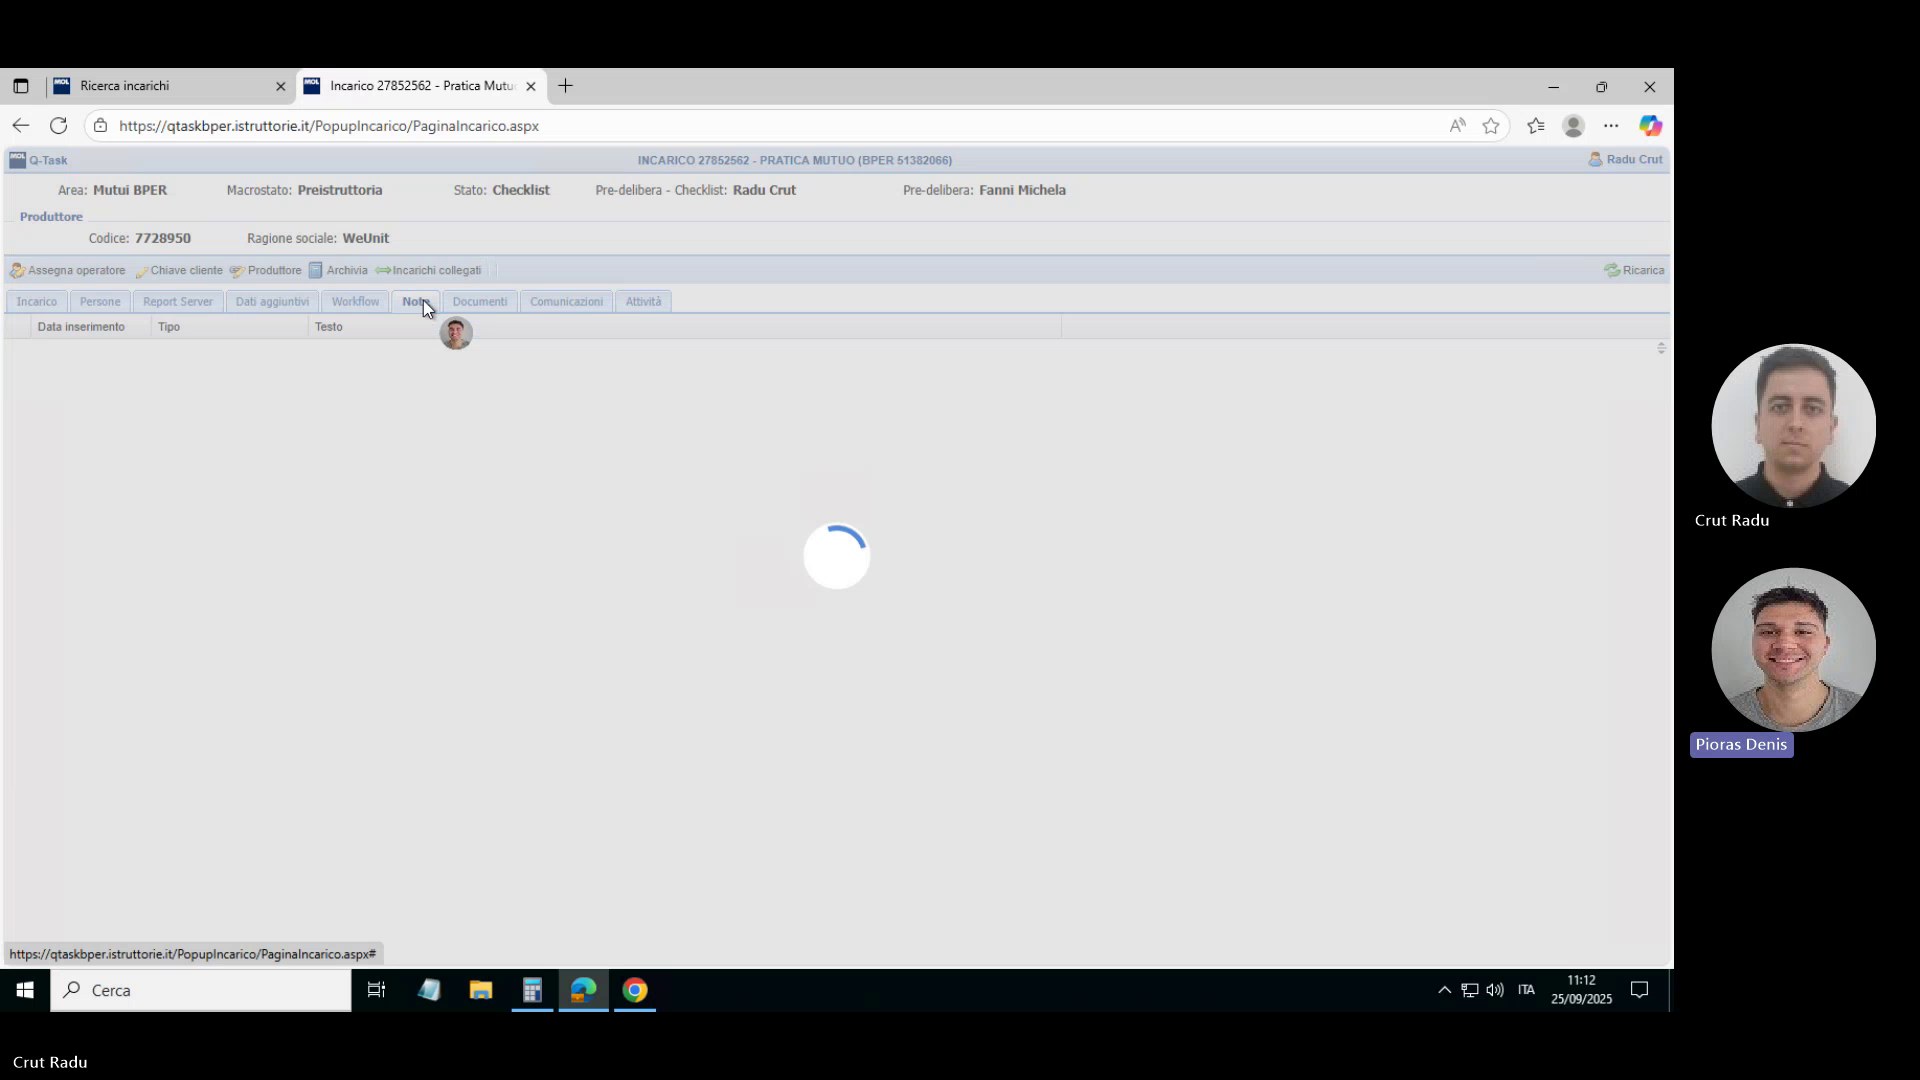 Ricerca incarichi
Incarico 27852562 - Pratica Mutu
https://qtaskbper.istruttorie.it/PopupIncarico/PaginaIncarico.aspx
MOL Q-Task
INCARICO 27852562 - PRATICA MUTUO (BPER 51382066)
Radu Crut
Area: Mutui BPER Macrostato: Preistruttoria Stato: Checklist Pre-delibera - Checklist: Radu Crut Pre-delibera: Fanni Michela
Produttore
Codice: 7728950 Ragione sociale: WeUnit
Assegna operatore Chiave cliente Produttore Archivia Incarichi collegati Ricarica
Incarico Persone Report Server Dati aggiuntivi Workflow Note Documenti Comunicazioni Attività
Data inserimento Tipo Testo
Crut Radu
Pioras Denis
https://qtaskbper.istruttorie.it/PopupIncarico/PaginaIncarico.aspx#
Cerca
ITA
11:12
25/09/2025
Crut Radu